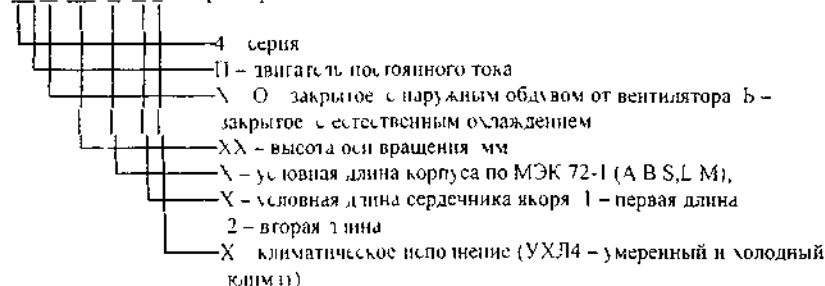 4 серия
П – двигатель постоянного тока
Х О закрытое с наружным обдувом от вентилятора Б –
закрытое с естественным охлаждением
ХХ – высота оси вращения мм
Х – условная длина корпуса по МЭК 72-1 (А В S,L М),
Х – условная длина сердечника якоря 1 – первая длина
2 – вторая длина
Х климатическое исполнение (УХЛ4 – умеренный и холодный
климат)